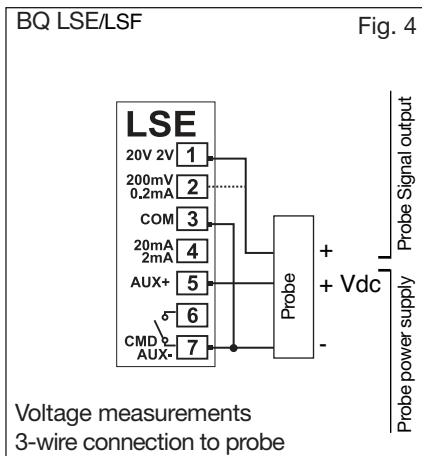 BQ LSE/LSF
Fig. 4
LSE
20V 2V 1
200mV
0.2mA 2
COM 3
20mA
2mA 4
AUX+ 5
6
CMD
AUX- 7
Probe
+
+ Vdc
-
Probe Signal output
Probe power supply
Voltage measurements
3-wire connection to probe